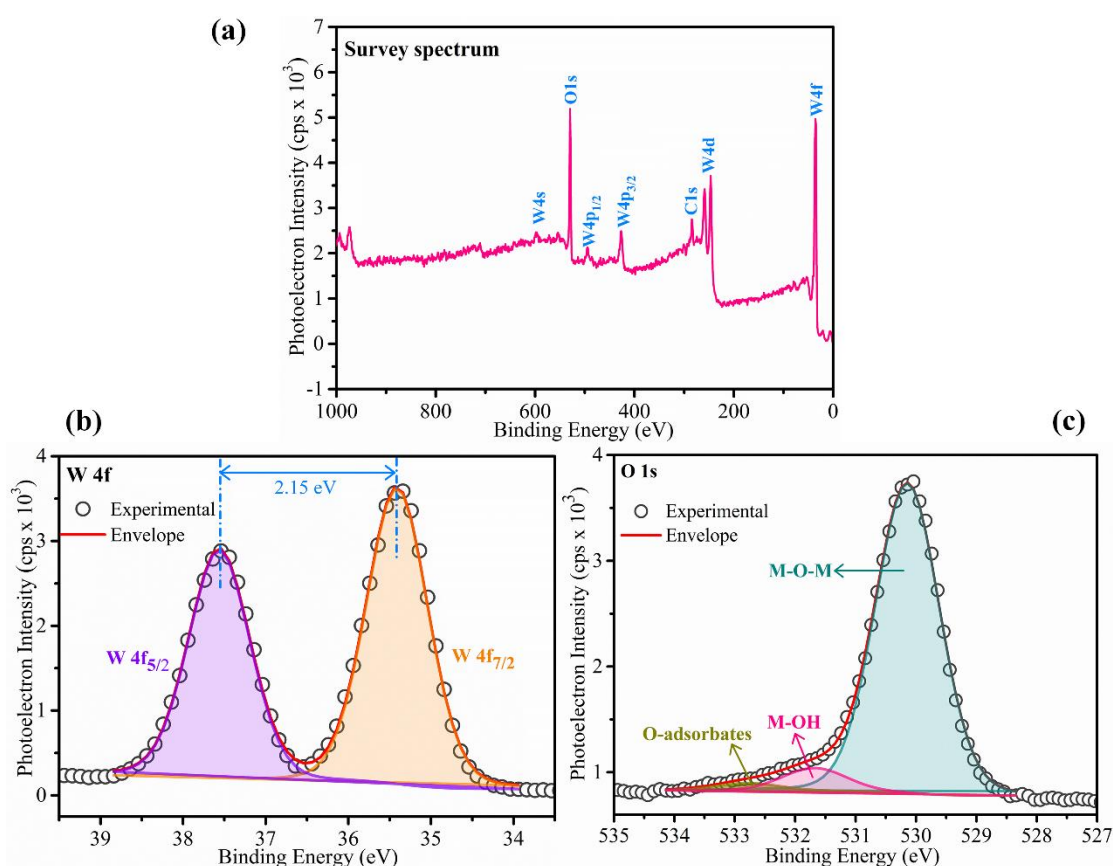 (a)
Survey spectrum
7
6
5
4
3
2
1
0
-1
Photoelectron Intensity (cps x 10³)
W4s
O1s
W4p1/2
W4p3/2
C1s
W4d
W4f
1000 800 600 400 200 0
Binding Energy (eV)
(b)
W 4f
Experimental
Envelope
2.15 eV
W 4f5/2
W 4f7/2
4
3
2
1
0
Photoelectron Intensity (cps x 10³)
39 38 37 36 35 34
Binding Energy (eV)
(c)
O 1s
Experimental
Envelope
M-O-M
M-OH
O-adsorbates
4
3
2
1
Photoelectron Intensity (cps x 10³)
535 534 533 532 531 530 529 528 527
Binding Energy (eV)